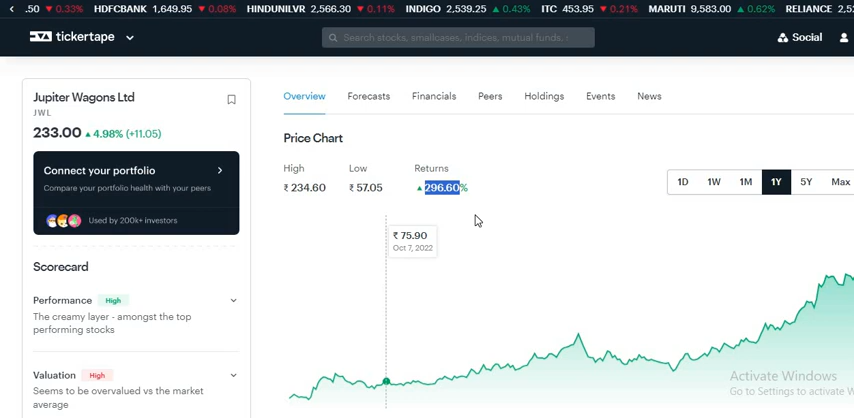 .50 ▼ 0.33% HDFCBANK 1,649.95 ▼ 0.08% HINDUNILVR 2,566.30 ▼ 0.11% INDIGO 2,539.25 ▲ 0.43% ITC 453.95 ▼ 0.21% MARUTI 9,583.00 ▲ 0.62% RELIANCE
tickertape
Search stocks, smallcases, indices, mutual funds,
Social
Jupiter Wagons Ltd
JWL
233.00 ▲ 4.98% (+11.05)
Connect your portfolio
Compare your portfolio health with your peers
Used by 200k+ investors
Scorecard
Performance High
The creamy layer - amongst the top
performing stocks
Valuation High
Seems to be overvalued vs the market
average
Overview Forecasts Financials Peers Holdings Events News
Price Chart
High Low Returns
₹ 234.60 ₹ 57.05 ▲ 296.60%
1D 1W 1M 1Y 5Y Max
₹ 75.90
Oct 7, 2022
Activate Windows
Go to Settings to activate